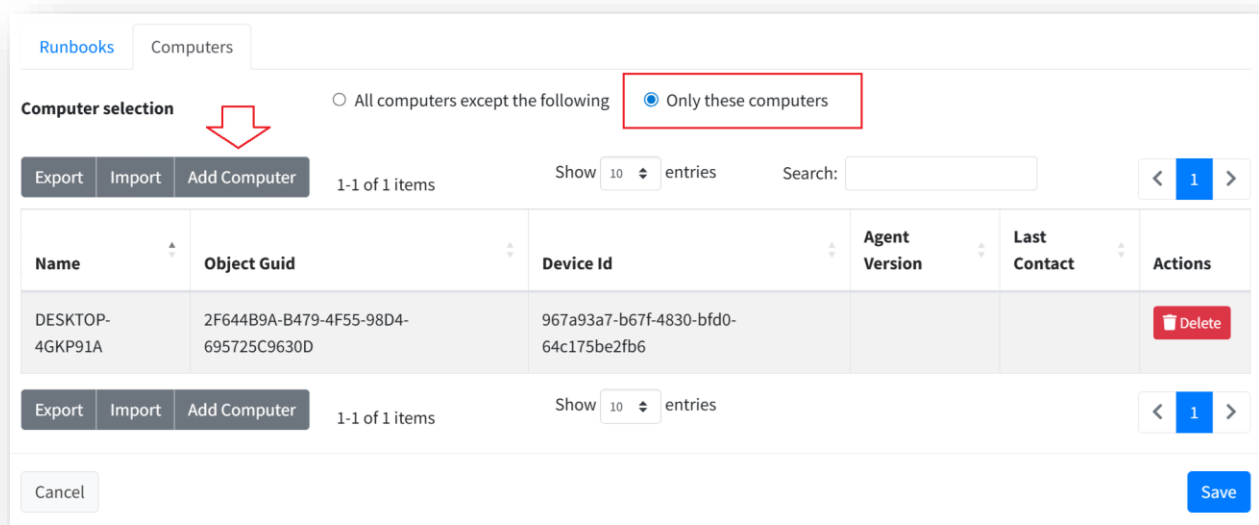 Runbooks Computers
Computer selection All computers except the following Only these computers
Export Import Add Computer 1-1 of 1 items Show 10 entries Search: 1
Name Object Guid Device Id Agent Version Last Contact Actions
DESKTOP- 2F644B9A-B479-4F55-98D4- 967a93a7-b67f-4830-bfd0- Delete
4GKP91A 695725C9630D 64c175be2fb6
Export Import Add Computer 1-1 of 1 items Show 10 entries 1
Cancel Save